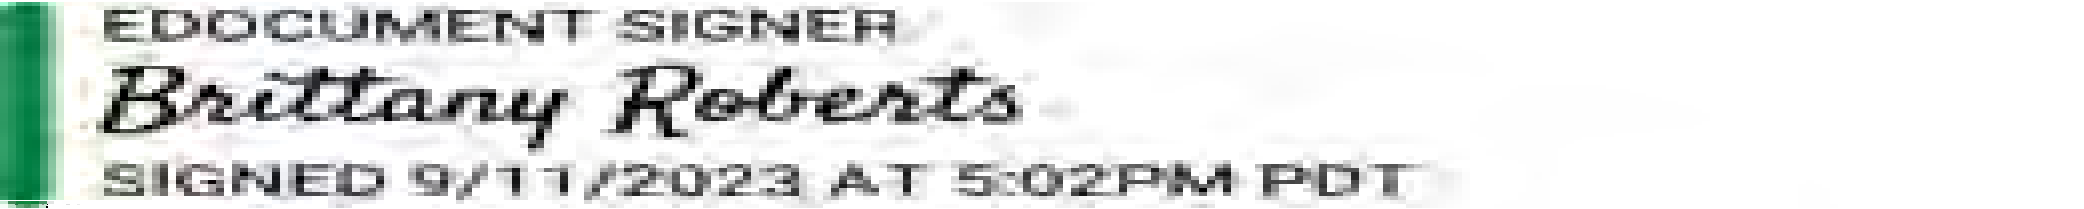 EDOCUMENT SIGNER
Brittany Roberts
SIGNED 9/11/2023 AT 5:02PM PDT